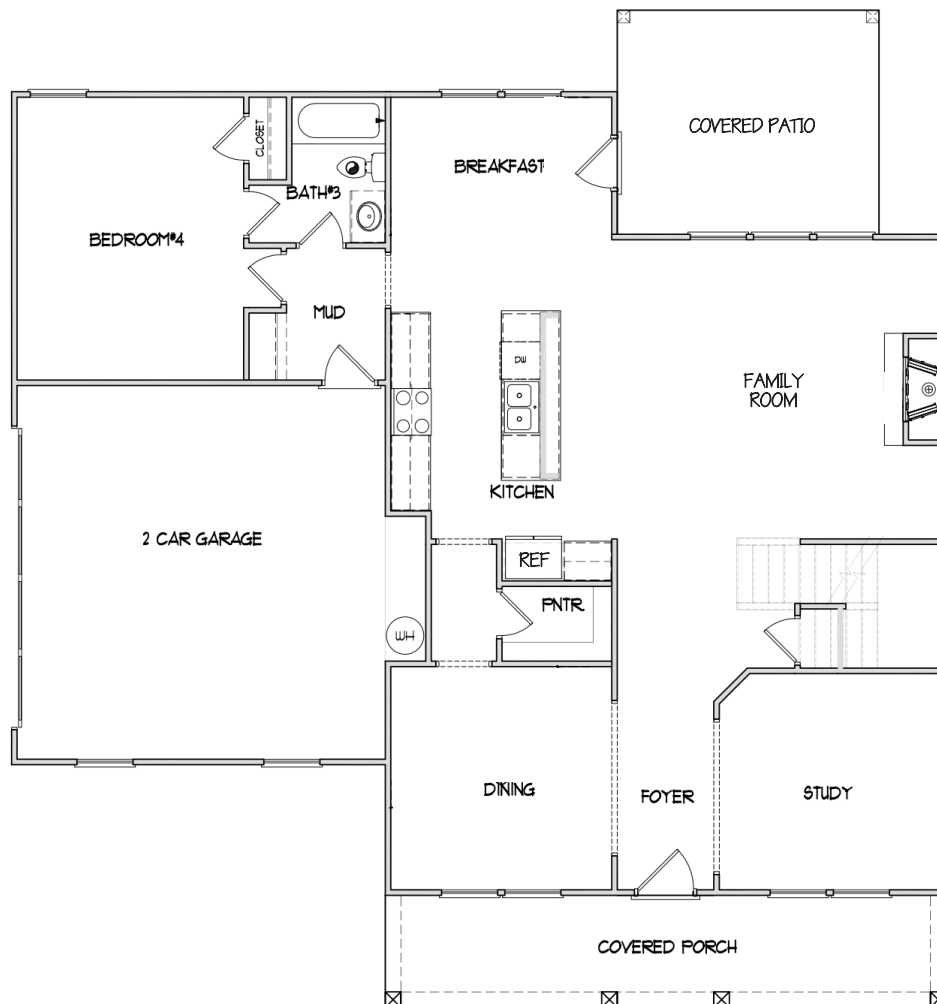 COVERED PATIO
CLOSET
BREAKFAST
BATH#3
BEDROOM#4
MUD
DW
FAMILY
ROOM
KITCHEN
2 CAR GARAGE
REF
PNTR.
WH
DINING
FOYER
STUDY
COVERED PORCH